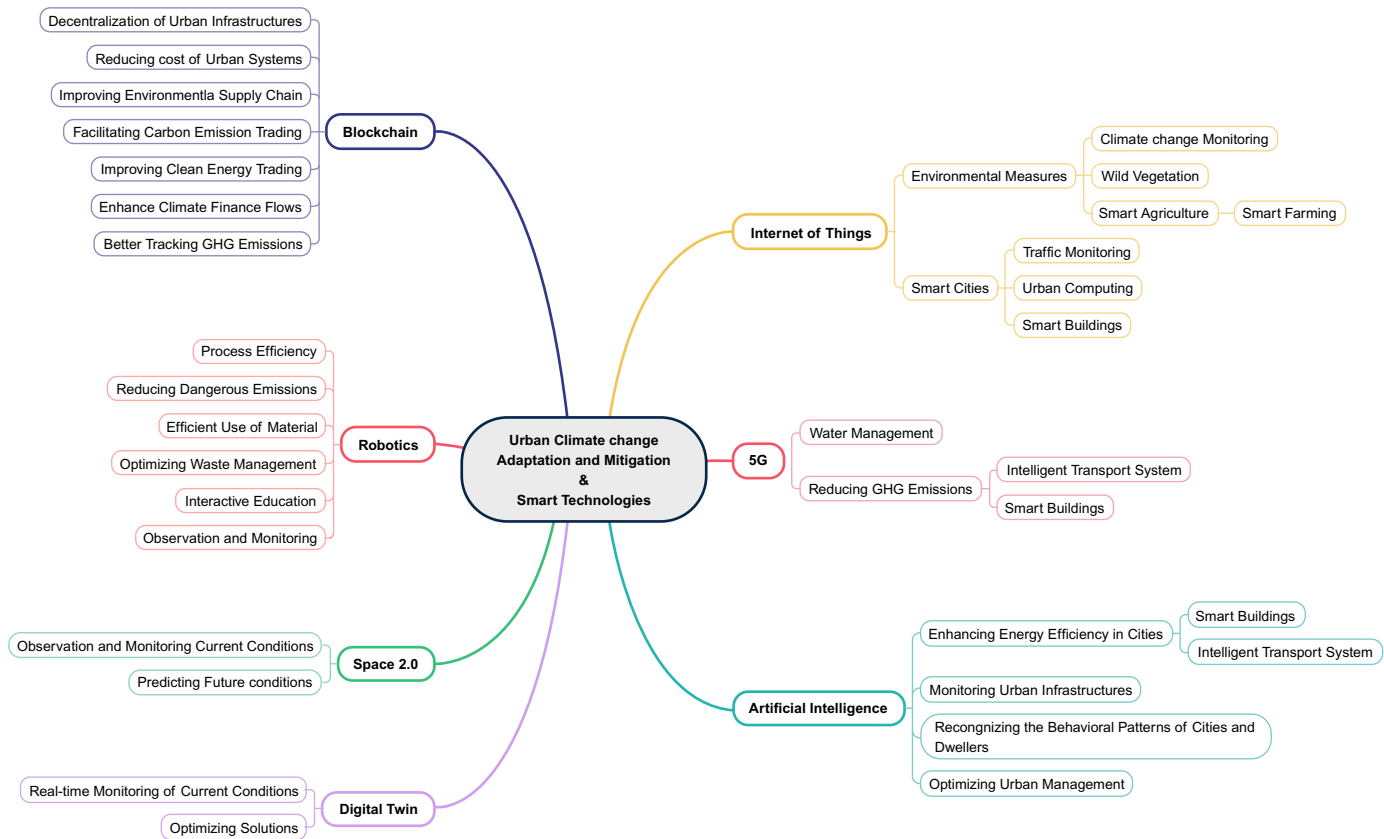 Decentralization of Urban Infrastructures
Reducing cost of Urban Systems
Improving Environmentla Supply Chain
Facilitating Carbon Emission Trading
Improving Clean Energy Trading
Enhance Climate Finance Flows
Better Tracking GHG Emissions
Blockchain
Process Efficiency
Reducing Dangerous Emissions
Efficient Use of Material
Optimizing Waste Management
Interactive Education
Observation and Monitoring
Robotics
Observation and Monitoring Current Conditions
Predicting Future conditions
Space 2.0
Real-time Monitoring of Current Conditions
Optimizing Solutions
Digital Twin
Urban Climate change
Adaptation and Mitigation
&
Smart Technologies
Internet of Things
Environmental Measures
Climate change Monitoring
Wild Vegetation
Smart Agriculture
Smart Farming
Smart Cities
Traffic Monitoring
Urban Computing
Smart Buildings
5G
Water Management
Reducing GHG Emissions
Intelligent Transport System
Smart Buildings
Artificial Intelligence
Enhancing Energy Efficiency in Cities
Smart Buildings
Intelligent Transport System
Monitoring Urban Infrastructures
Recongnizing the Behavioral Patterns of Cities and
Dwellers
Optimizing Urban Management